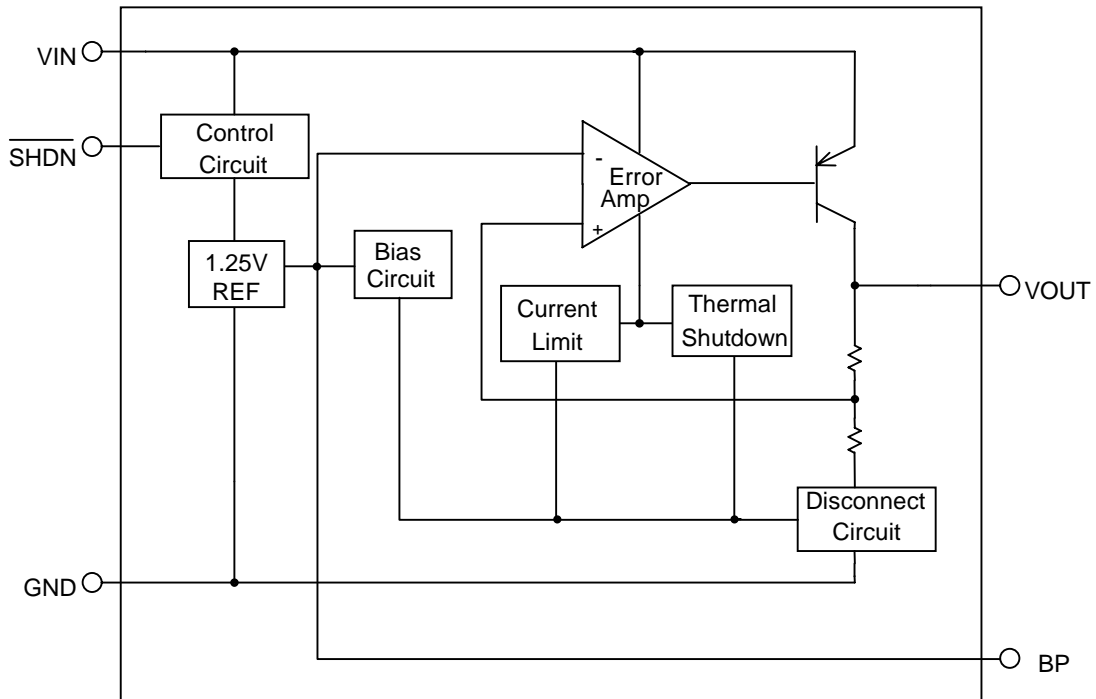 VIN
SHDN
Control
Circuit
-
Error
Amp
+
1.25V
REF
Bias
Circuit
Current
Limit
Thermal
Shutdown
VOUT
Disconnect
Circuit
GND
BP